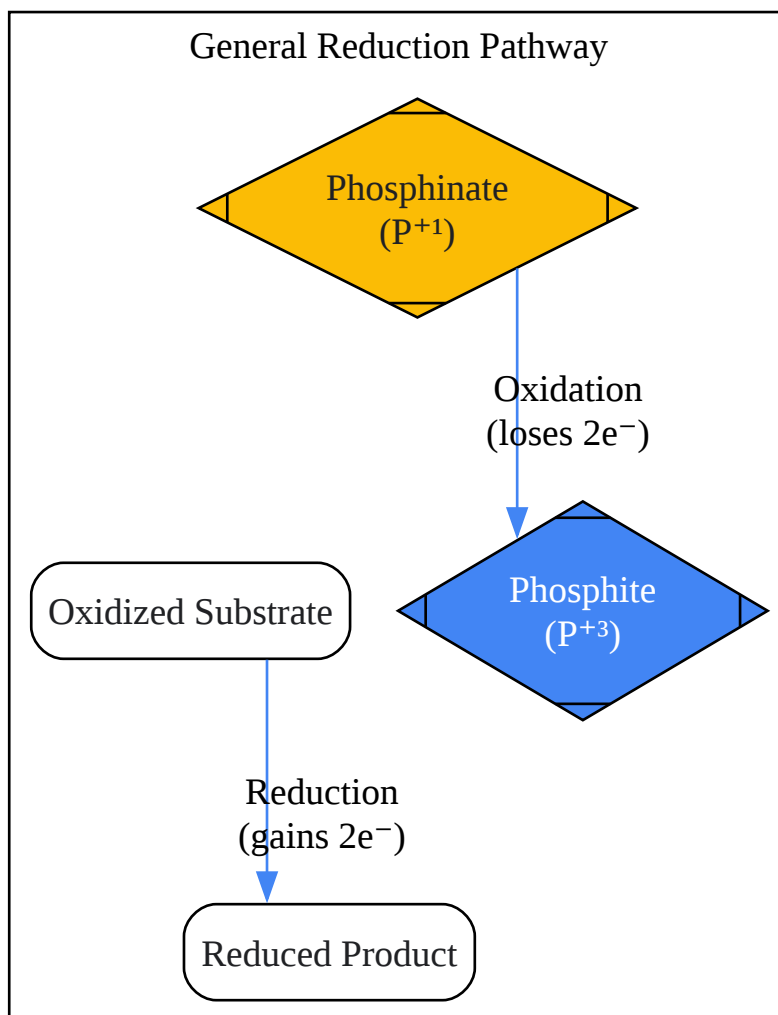 General Reduction Pathway
Phosphinate
(P⁺¹)
Oxidation
(loses 2e⁻)
Phosphite
(P⁺³)
Oxidized Substrate
Reduction
(gains 2e⁻)
Reduced Product